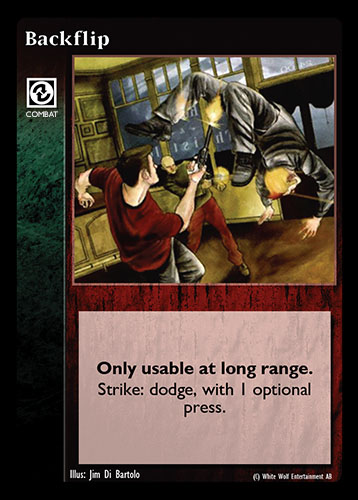 Backflip
COMBAT
Only usable at long range.
Strike: dodge, with 1 optional
press.
Illus: Jim Di Bartolo
(C) White Wolf Entertainment AB